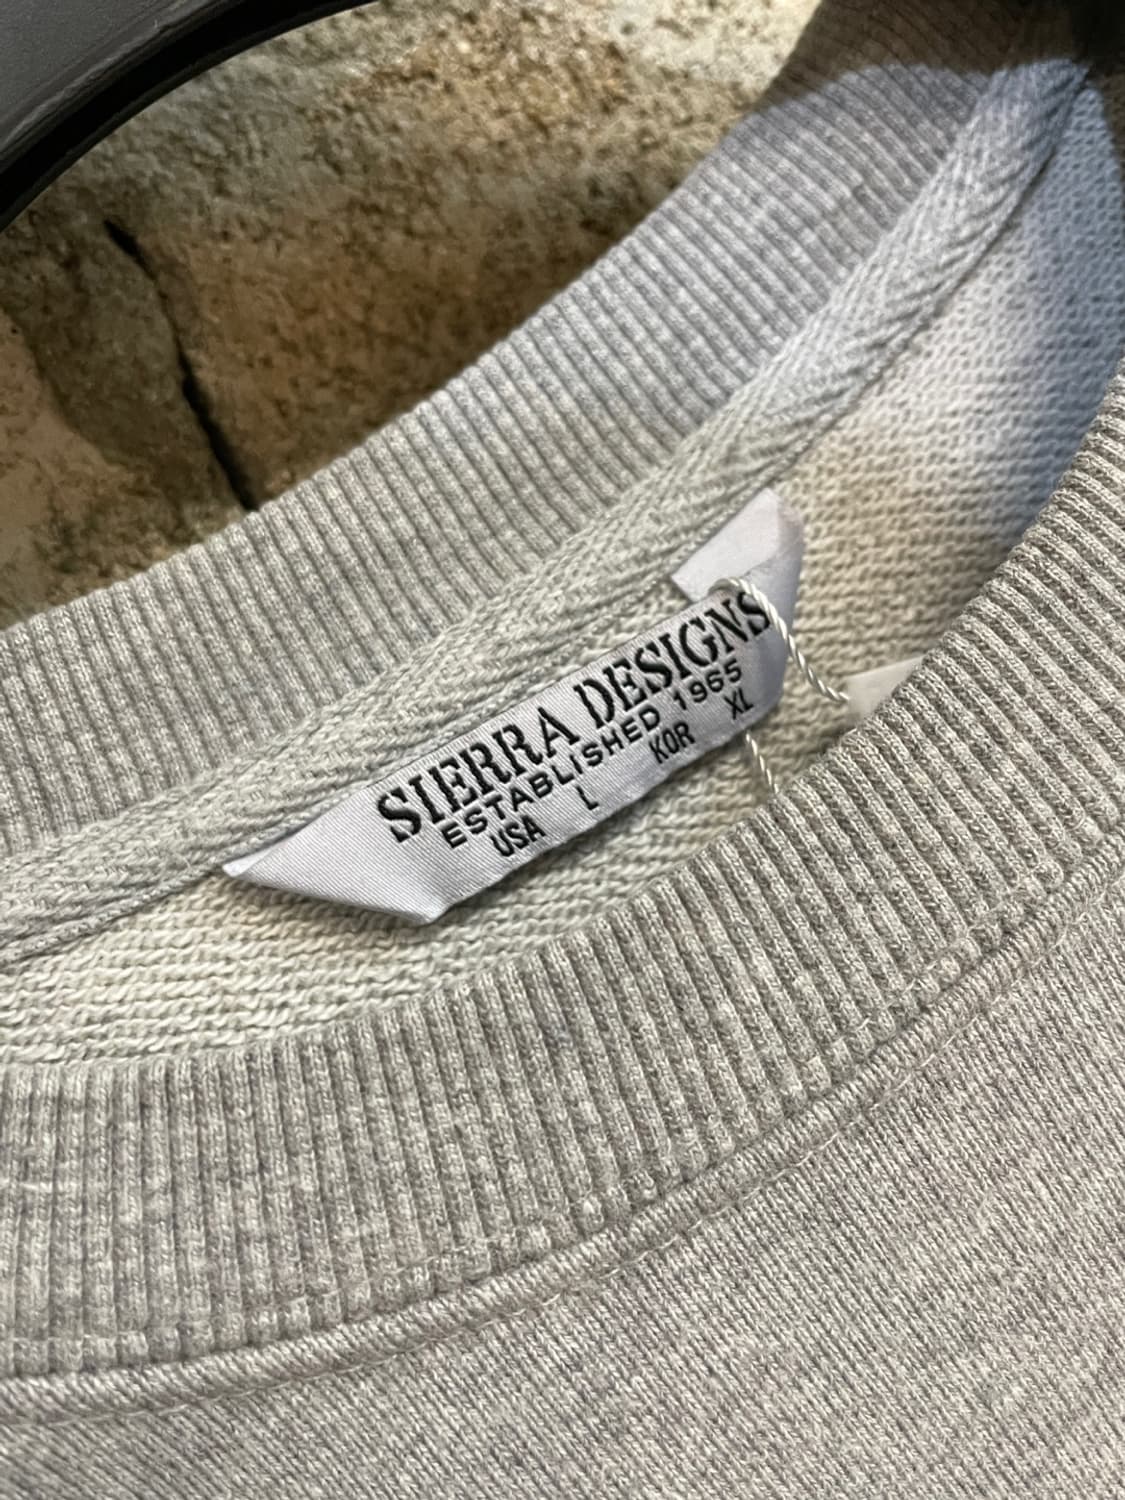 SIERRA DESIGNS
ESTABLISHED 1965
USA L KOR XL